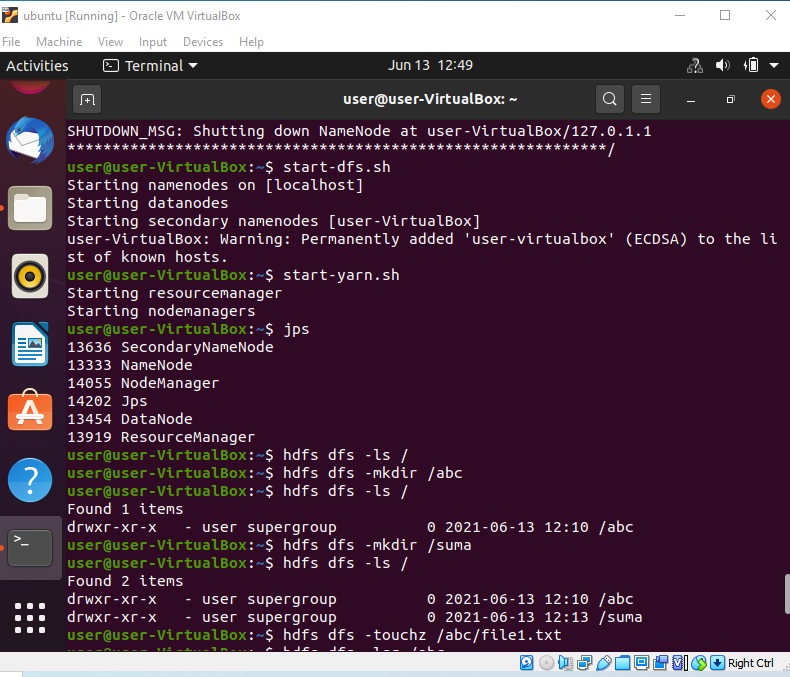 ubuntu [Running] - Oracle VM VirtualBox
File Machine View Input Devices Help
Activities Terminal Jun 13 12:49
user@user-VirtualBox: ~
SHUTDOWN_MSG: Shutting down NameNode at user-VirtualBox/127.0.1.1
************************************************************/
user@user-VirtualBox:~$ start-dfs.sh
Starting namenodes on [localhost]
Starting datanodes
Starting secondary namenodes [user-VirtualBox]
user-VirtualBox: Warning: Permanently added 'user-virtualbox' (ECDSA) to the li
st of known hosts.
user@user-VirtualBox:~$ start-yarn.sh
Starting resourcemanager
Starting nodemanagers
user@user-VirtualBox:~$ jps
13636 SecondaryNameNode
13333 NameNode
14055 NodeManager
14202 Jps
13454 DataNode
13919 ResourceManager
user@user-VirtualBox:~$ hdfs dfs -ls /
user@user-VirtualBox:~$ hdfs dfs -mkdir /abc
user@user-VirtualBox:~$ hdfs dfs -ls /
Found 1 items
drwxr-xr-x   - user supergroup          0 2021-06-13 12:10 /abc
user@user-VirtualBox:~$ hdfs dfs -mkdir /suma
user@user-VirtualBox:~$ hdfs dfs -ls /
Found 2 items
drwxr-xr-x   - user supergroup          0 2021-06-13 12:10 /abc
drwxr-xr-x   - user supergroup          0 2021-06-13 12:13 /suma
user@user-VirtualBox:~$ hdfs dfs -touchz /abc/file1.txt
Right Ctrl